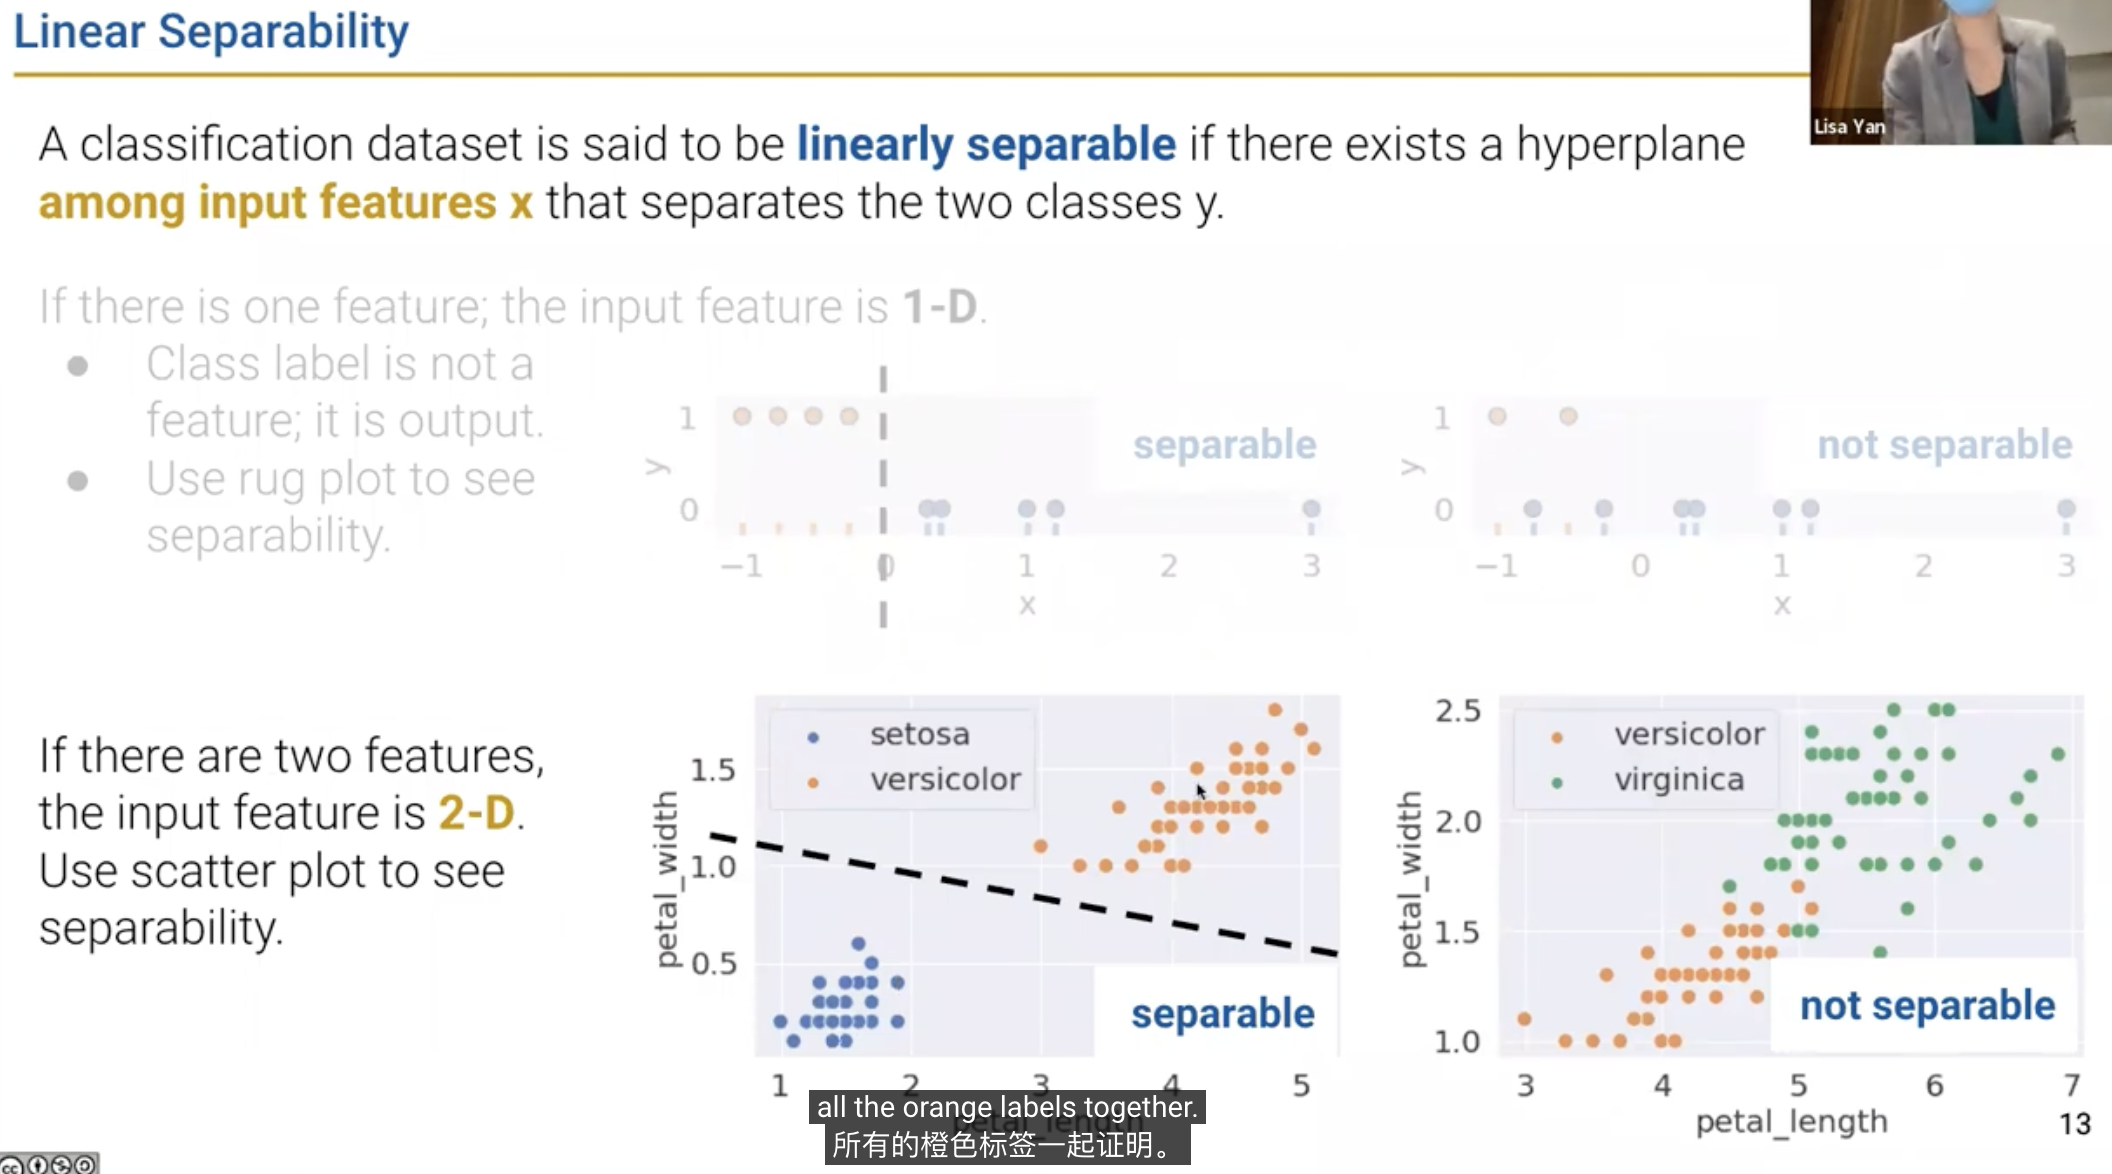 Linear Separability
Lisa Yan
A classification dataset is said to be linearly separable if there exists a hyperplane
among input features x that separates the two classes y.
If there is one feature; the input feature is 1-D.
● Class label is not a
feature; it is output.
● Use rug plot to see
separability.
1
0
y
separable
−1 0 1 2 3
x
1
0
y
not separable
−1 0 1 2 3
x
If there are two features,
the input feature is 2-D.
Use scatter plot to see
separability.
setosa
versicolor
1.5
1.0
0.5
petal_width
separable
1 2 3 4 5
petal_length
versicolor
virginica
2.5
2.0
1.5
1.0
petal_width
not separable
3 4 5 6 7
petal_length
13
all the orange labels together.
所有的橙色标签一起证明。
cc